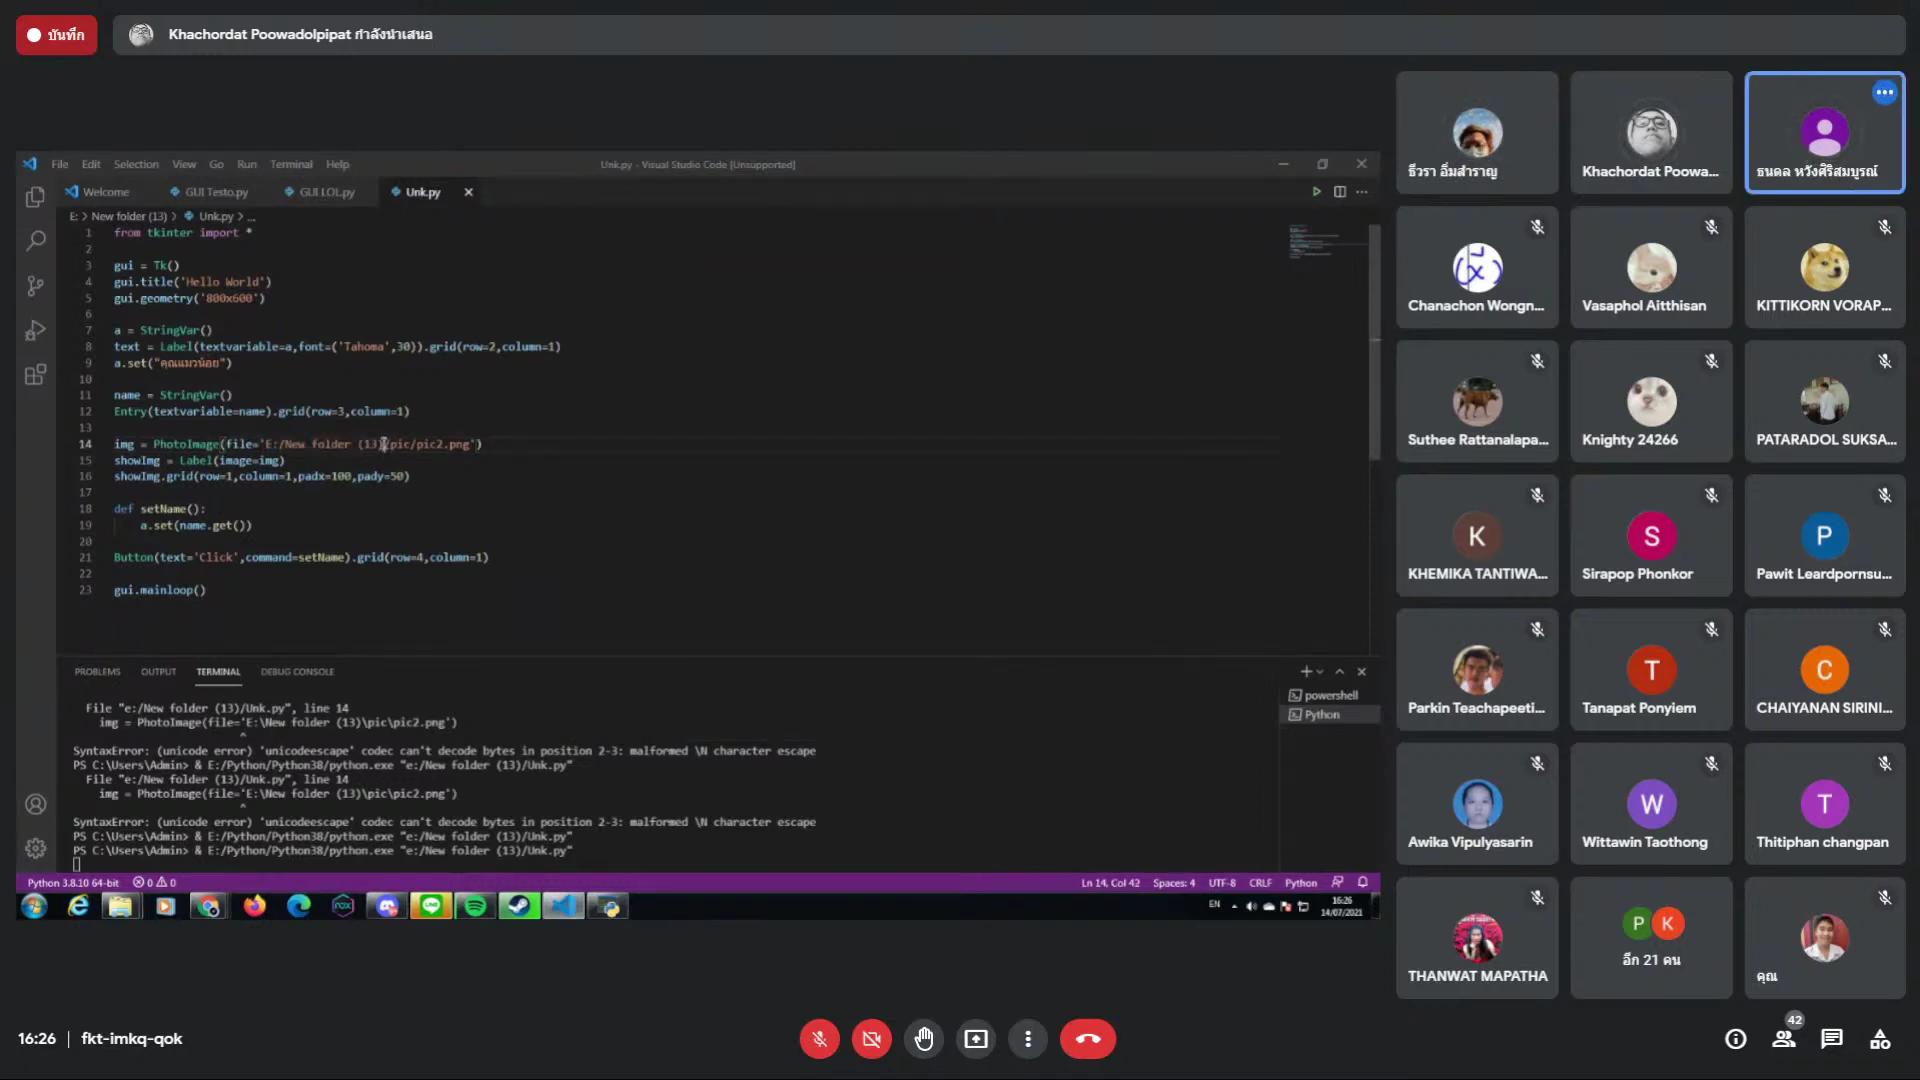 บันทึก
Khachordat Poowadolpipat กำลังนำเสนอ
File Edit Selection View Go Run Terminal Help
Unk.py - Visual Studio Code [Unsupported]
Welcome
GUI Testo.py
GUI LOL.py
Unk.py
E: > New folder (13) > Unk.py > ...
1 from tkinter import *
2
3 gui = Tk()
4 gui.title('Hello World')
5 gui.geometry('800x600')
6
7 a = StringVar()
8 text = Label(textvariable=a,font=('Tahoma',30)).grid(row=2,column=1)
9 a.set("คุณแมวน้อย")
10
11 name = StringVar()
12 Entry(textvariable=name).grid(row=3,column=1)
13
14 img = PhotoImage(file='E:/New folder (13)/pic/pic2.png')
15 showImg = Label(image=img)
16 showImg.grid(row=1,column=1,padx=100,pady=50)
17
18 def setName():
19 a.set(name.get())
20
21 Button(text='Click',command=setName).grid(row=4,column=1)
22
23 gui.mainloop()
PROBLEMS OUTPUT TERMINAL DEBUG CONSOLE
powershell
Python
File "e:/New folder (13)/Unk.py", line 14
img = PhotoImage(file='E:\New folder (13)\pic\pic2.png')
^
SyntaxError: (unicode error) 'unicodeescape' codec can't decode bytes in position 2-3: malformed \N character escape
PS C:\Users\Admin> & E:/Python/Python38/python.exe "e:/New folder (13)/Unk.py"
File "e:/New folder (13)/Unk.py", line 14
img = PhotoImage(file='E:\New folder (13)\pic\pic2.png')
^
SyntaxError: (unicode error) 'unicodeescape' codec can't decode bytes in position 2-3: malformed \N character escape
PS C:\Users\Admin> & E:/Python/Python38/python.exe "e:/New folder (13)/Unk.py"
PS C:\Users\Admin> & E:/Python/Python38/python.exe "e:/New folder (13)/Unk.py"
Python 3.8.10 64-bit 0 0
Ln 14, Col 42 Spaces: 4 UTF-8 CRLF Python
EN
16:26
14/07/2021
ธีวรา อิ่มสำราญ
Khachordat Poowa...
ธนดล หวังศิริสมบูรณ์
Chanachon Wongn...
Vasaphol Aitthisan
KITTIKORN VORAP...
Suthee Rattanalapa...
Knighty 24266
PATARADOL SUKSA...
K
KHEMIKA TANTIWA...
S
Sirapop Phonkor
P
Pawit Leardpornsu...
Parkin Teachapeeti...
T
Tanapat Ponyiem
C
CHAIYANAN SIRINI...
Awika Vipulyasarin
W
Wittawin Taothong
T
Thitiphan changpan
THANWAT MAPATHA
P K
อีก 21 คน
คุณ
16:26 | fkt-imkq-qok
42